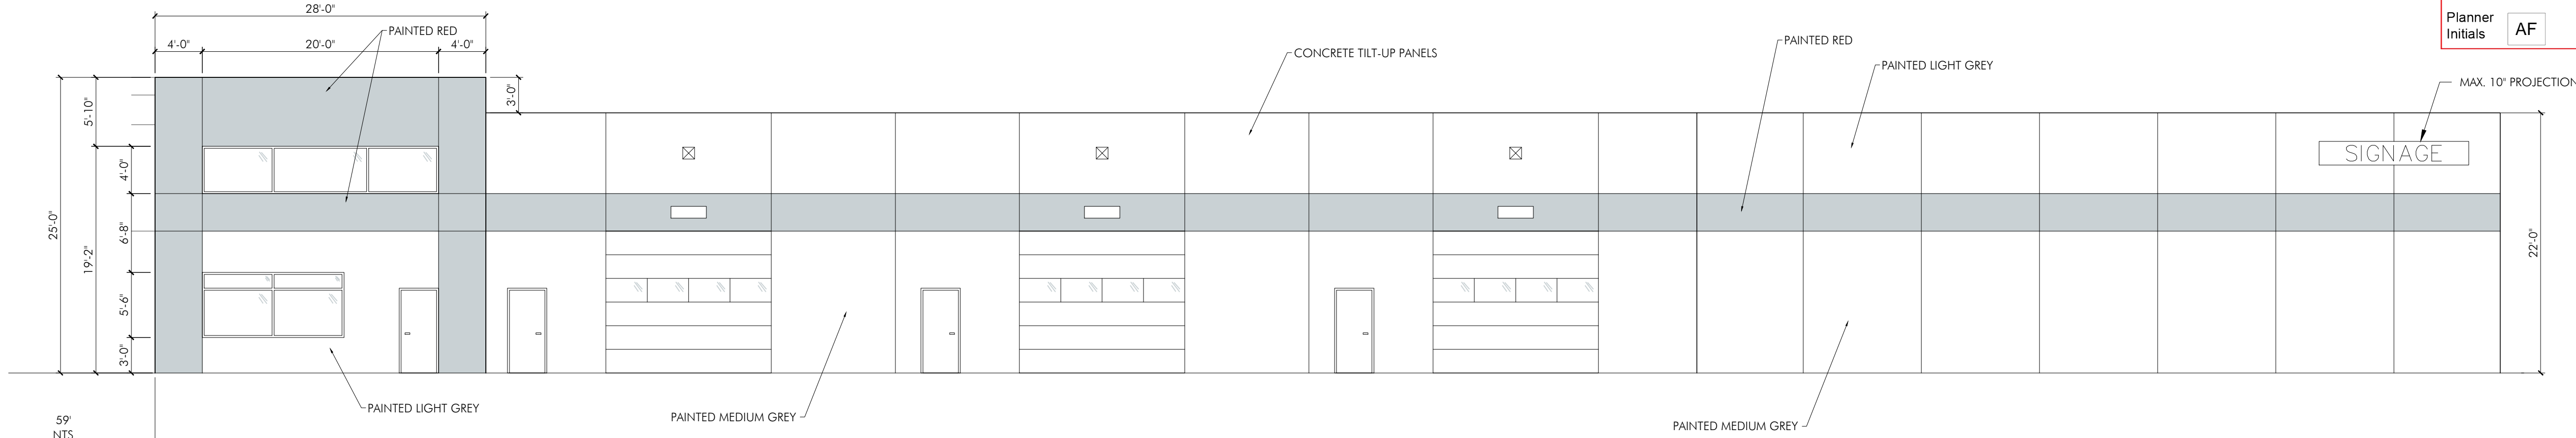 28'-0"
PAINTED RED
4'-0"
20'-0"
4'-0"
Planner
Initials
AF
CONCRETE TILT-UP PANELS
PAINTED RED
PAINTED LIGHT GREY
MAX. 10" PROJECTION
5'-10"
3'-0"
SIGNAGE
4'-0"
25'-0"
19'-2"
6'-8"
22'-0"
5'-6"
3'-0"
PAINTED LIGHT GREY
PAINTED MEDIUM GREY
PAINTED MEDIUM GREY
59'
NTS